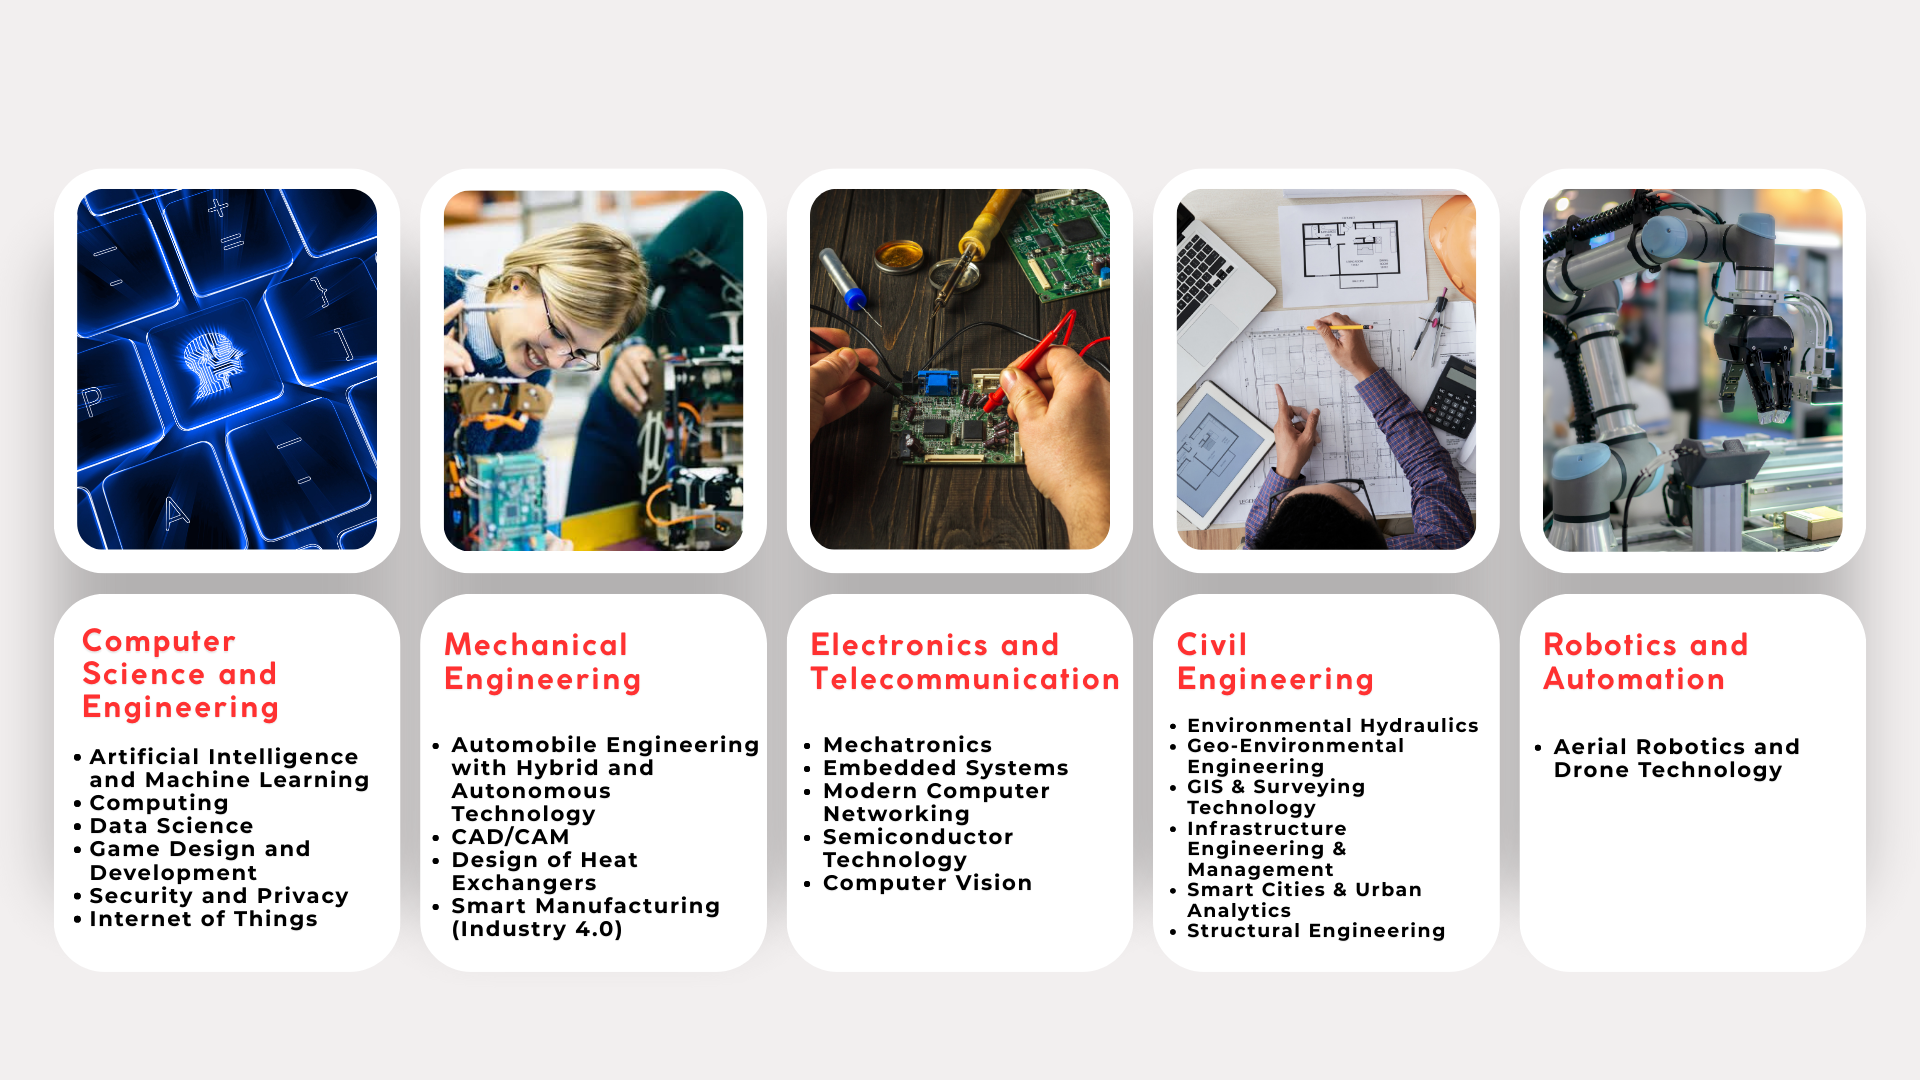 Computer
Science and
Engineering
• Artificial Intelligence
and Machine Learning
• Computing
• Data Science
• Game Design and
Development
• Security and Privacy
• Internet of Things
Mechanical
Engineering
• Automobile Engineering
with Hybrid and
Autonomous
Technology
• CAD/CAM
• Design of Heat
Exchangers
• Smart Manufacturing
(Industry 4.0)
Electronics and
Telecommunication
• Mechatronics
• Embedded Systems
• Modern Computer
Networking
• Semiconductor
Technology
• Computer Vision
Civil
Engineering
• Environmental Hydraulics
• Geo-Environmental
Engineering
• GIS & Surveying
Technology
• Infrastructure
Engineering &
Management
• Smart Cities & Urban
Analytics
• Structural Engineering
Robotics and
Automation
• Aerial Robotics and
Drone Technology
+
=
}
]
P
A